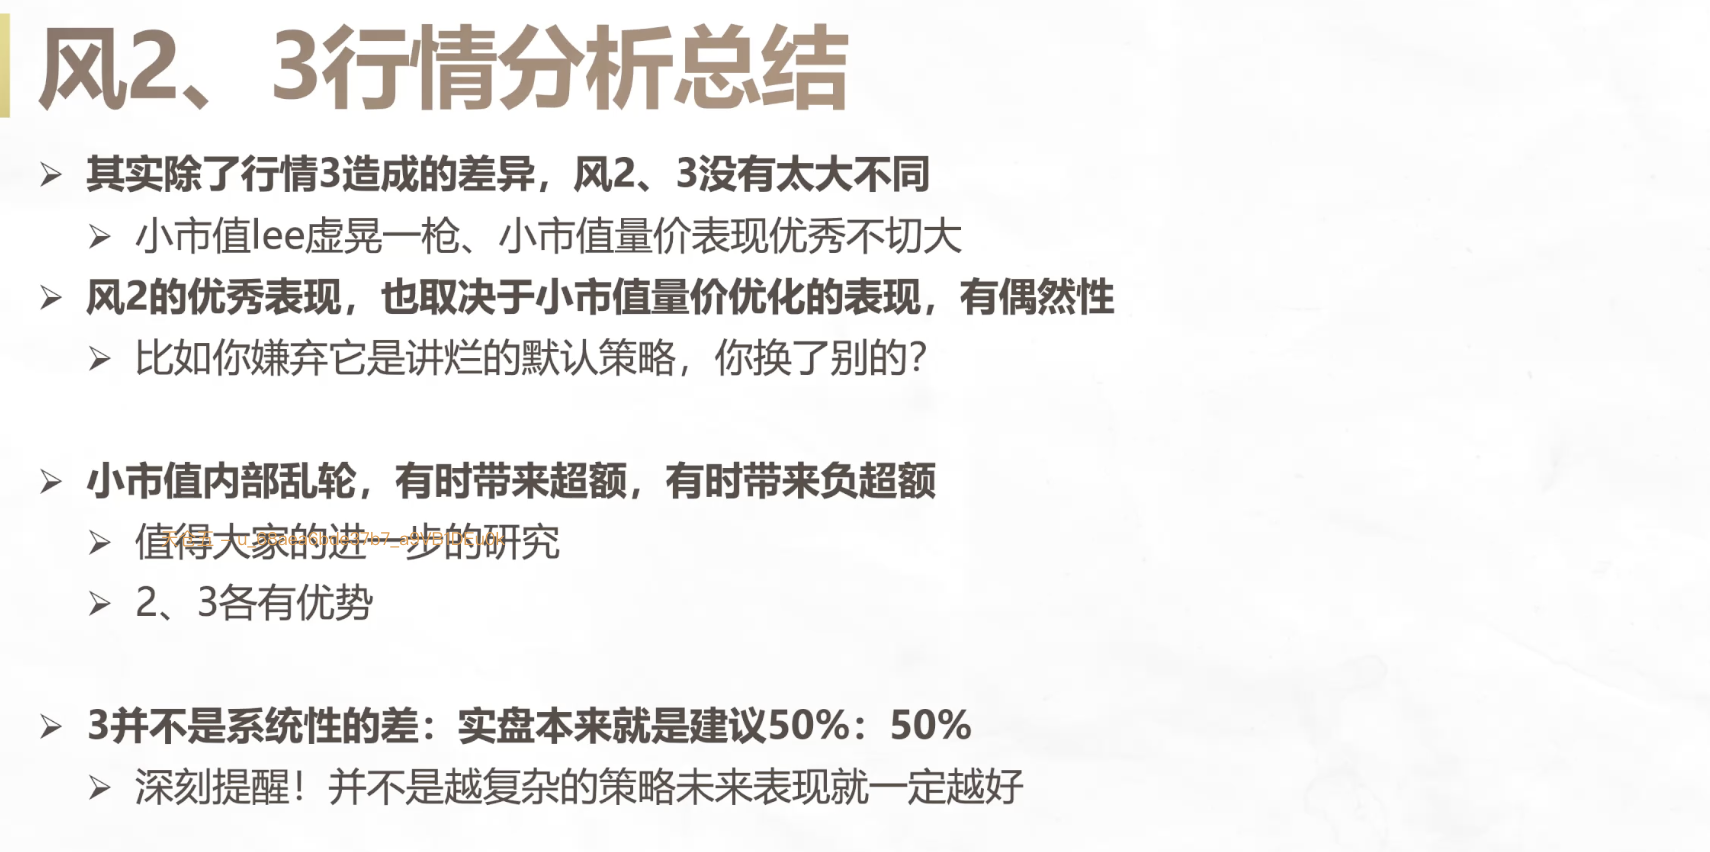 风2、3行情分析总结
其实除了行情3造成的差异，风2、3没有太大不同
小市值lee虚晃一枪、小市值量价表现优秀不切大
风2的优秀表现，也取决于小市值量价优化的表现，有偶然性
比如你嫌弃它是讲烂的默认策略，你换了别的？
小市值内部乱轮，有时带来超额，有时带来负超额
值得大家的进一步的研究
2、3各有优势
3并不是系统性的差：实盘本来就是建议50%：50%
深刻提醒！并不是越复杂的策略未来表现就一定越好